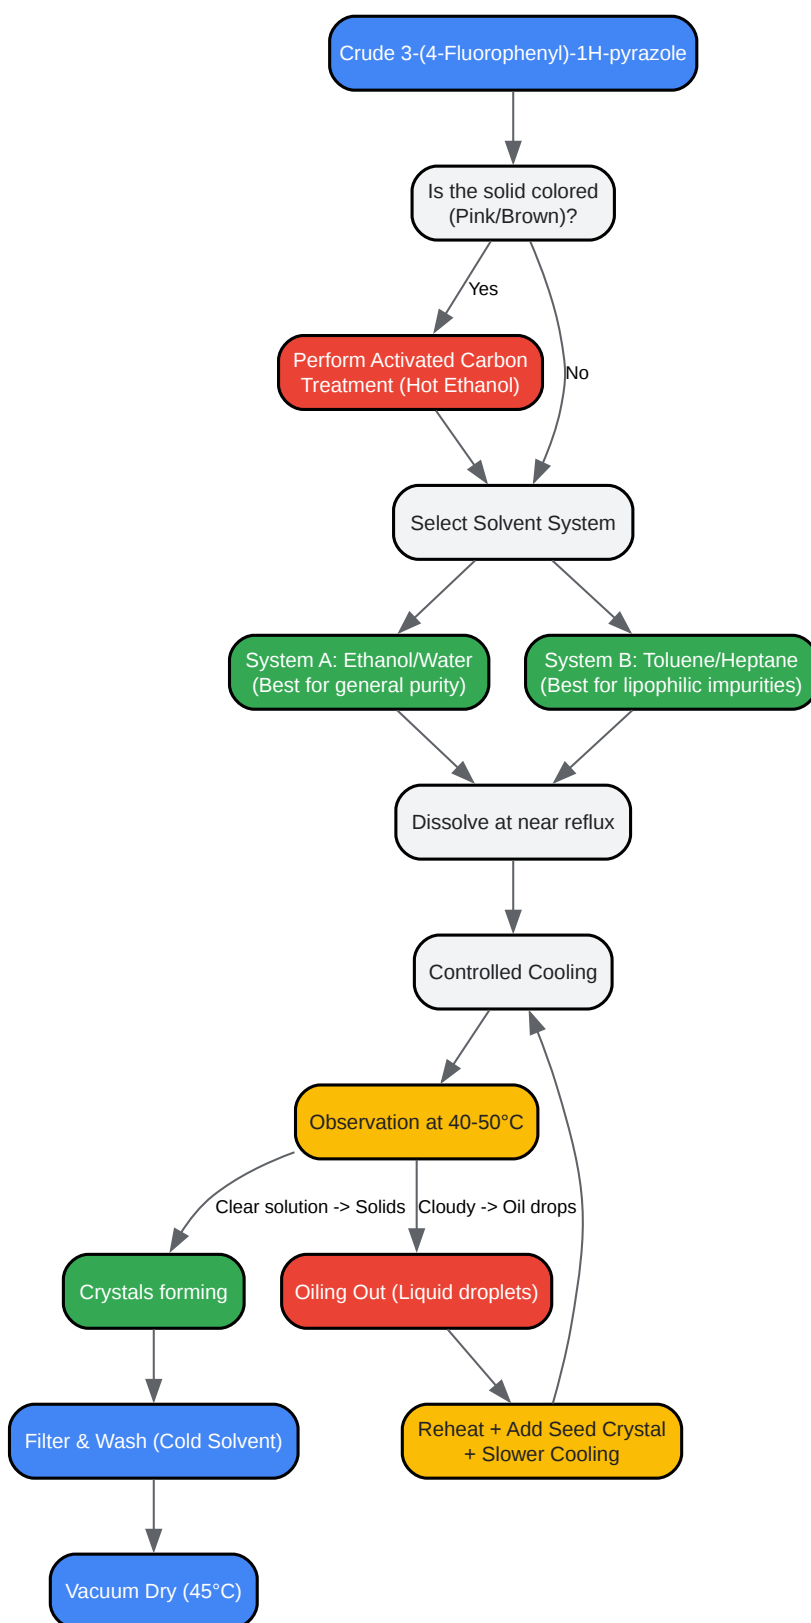 Crude 3-(4-Fluorophenyl)-1H-pyrazole
Is the solid colored
(Pink/Brown)?
Yes
Perform Activated Carbon
Treatment (Hot Ethanol)
No
Select Solvent System
System A: Ethanol/Water
(Best for general purity)
System B: Toluene/Heptane
(Best for lipophilic impurities)
Dissolve at near reflux
Controlled Cooling
Observation at 40-50°C
Clear solution -> Solids
Cloudy -> Oil drops
Crystals forming
Oiling Out (Liquid droplets)
Filter & Wash (Cold Solvent)
Reheat + Add Seed Crystal
+ Slower Cooling
Vacuum Dry (45°C)